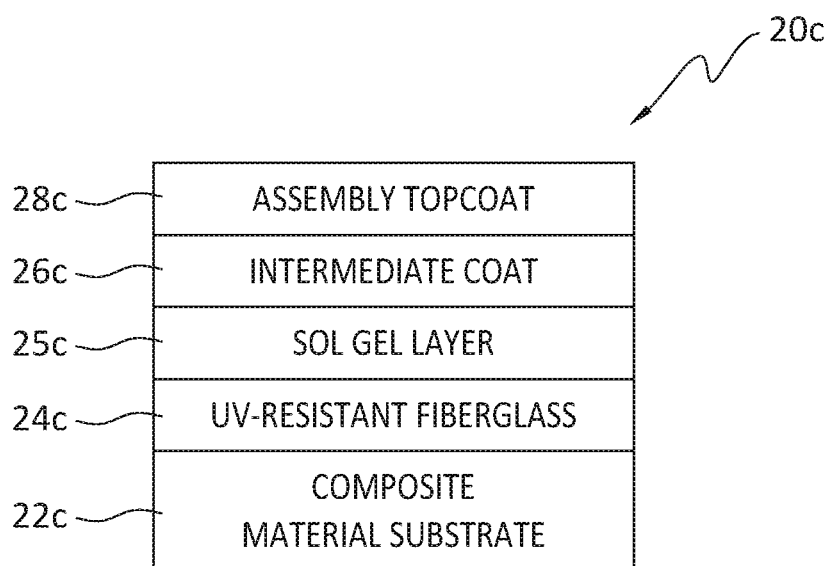 20c
28c
ASSEMBLY TOPCOAT
26c
INTERMEDIATE COAT
25c
SOL GEL LAYER
24c
UV-RESISTANT FIBERGLASS
22c
COMPOSITE
MATERIAL SUBSTRATE